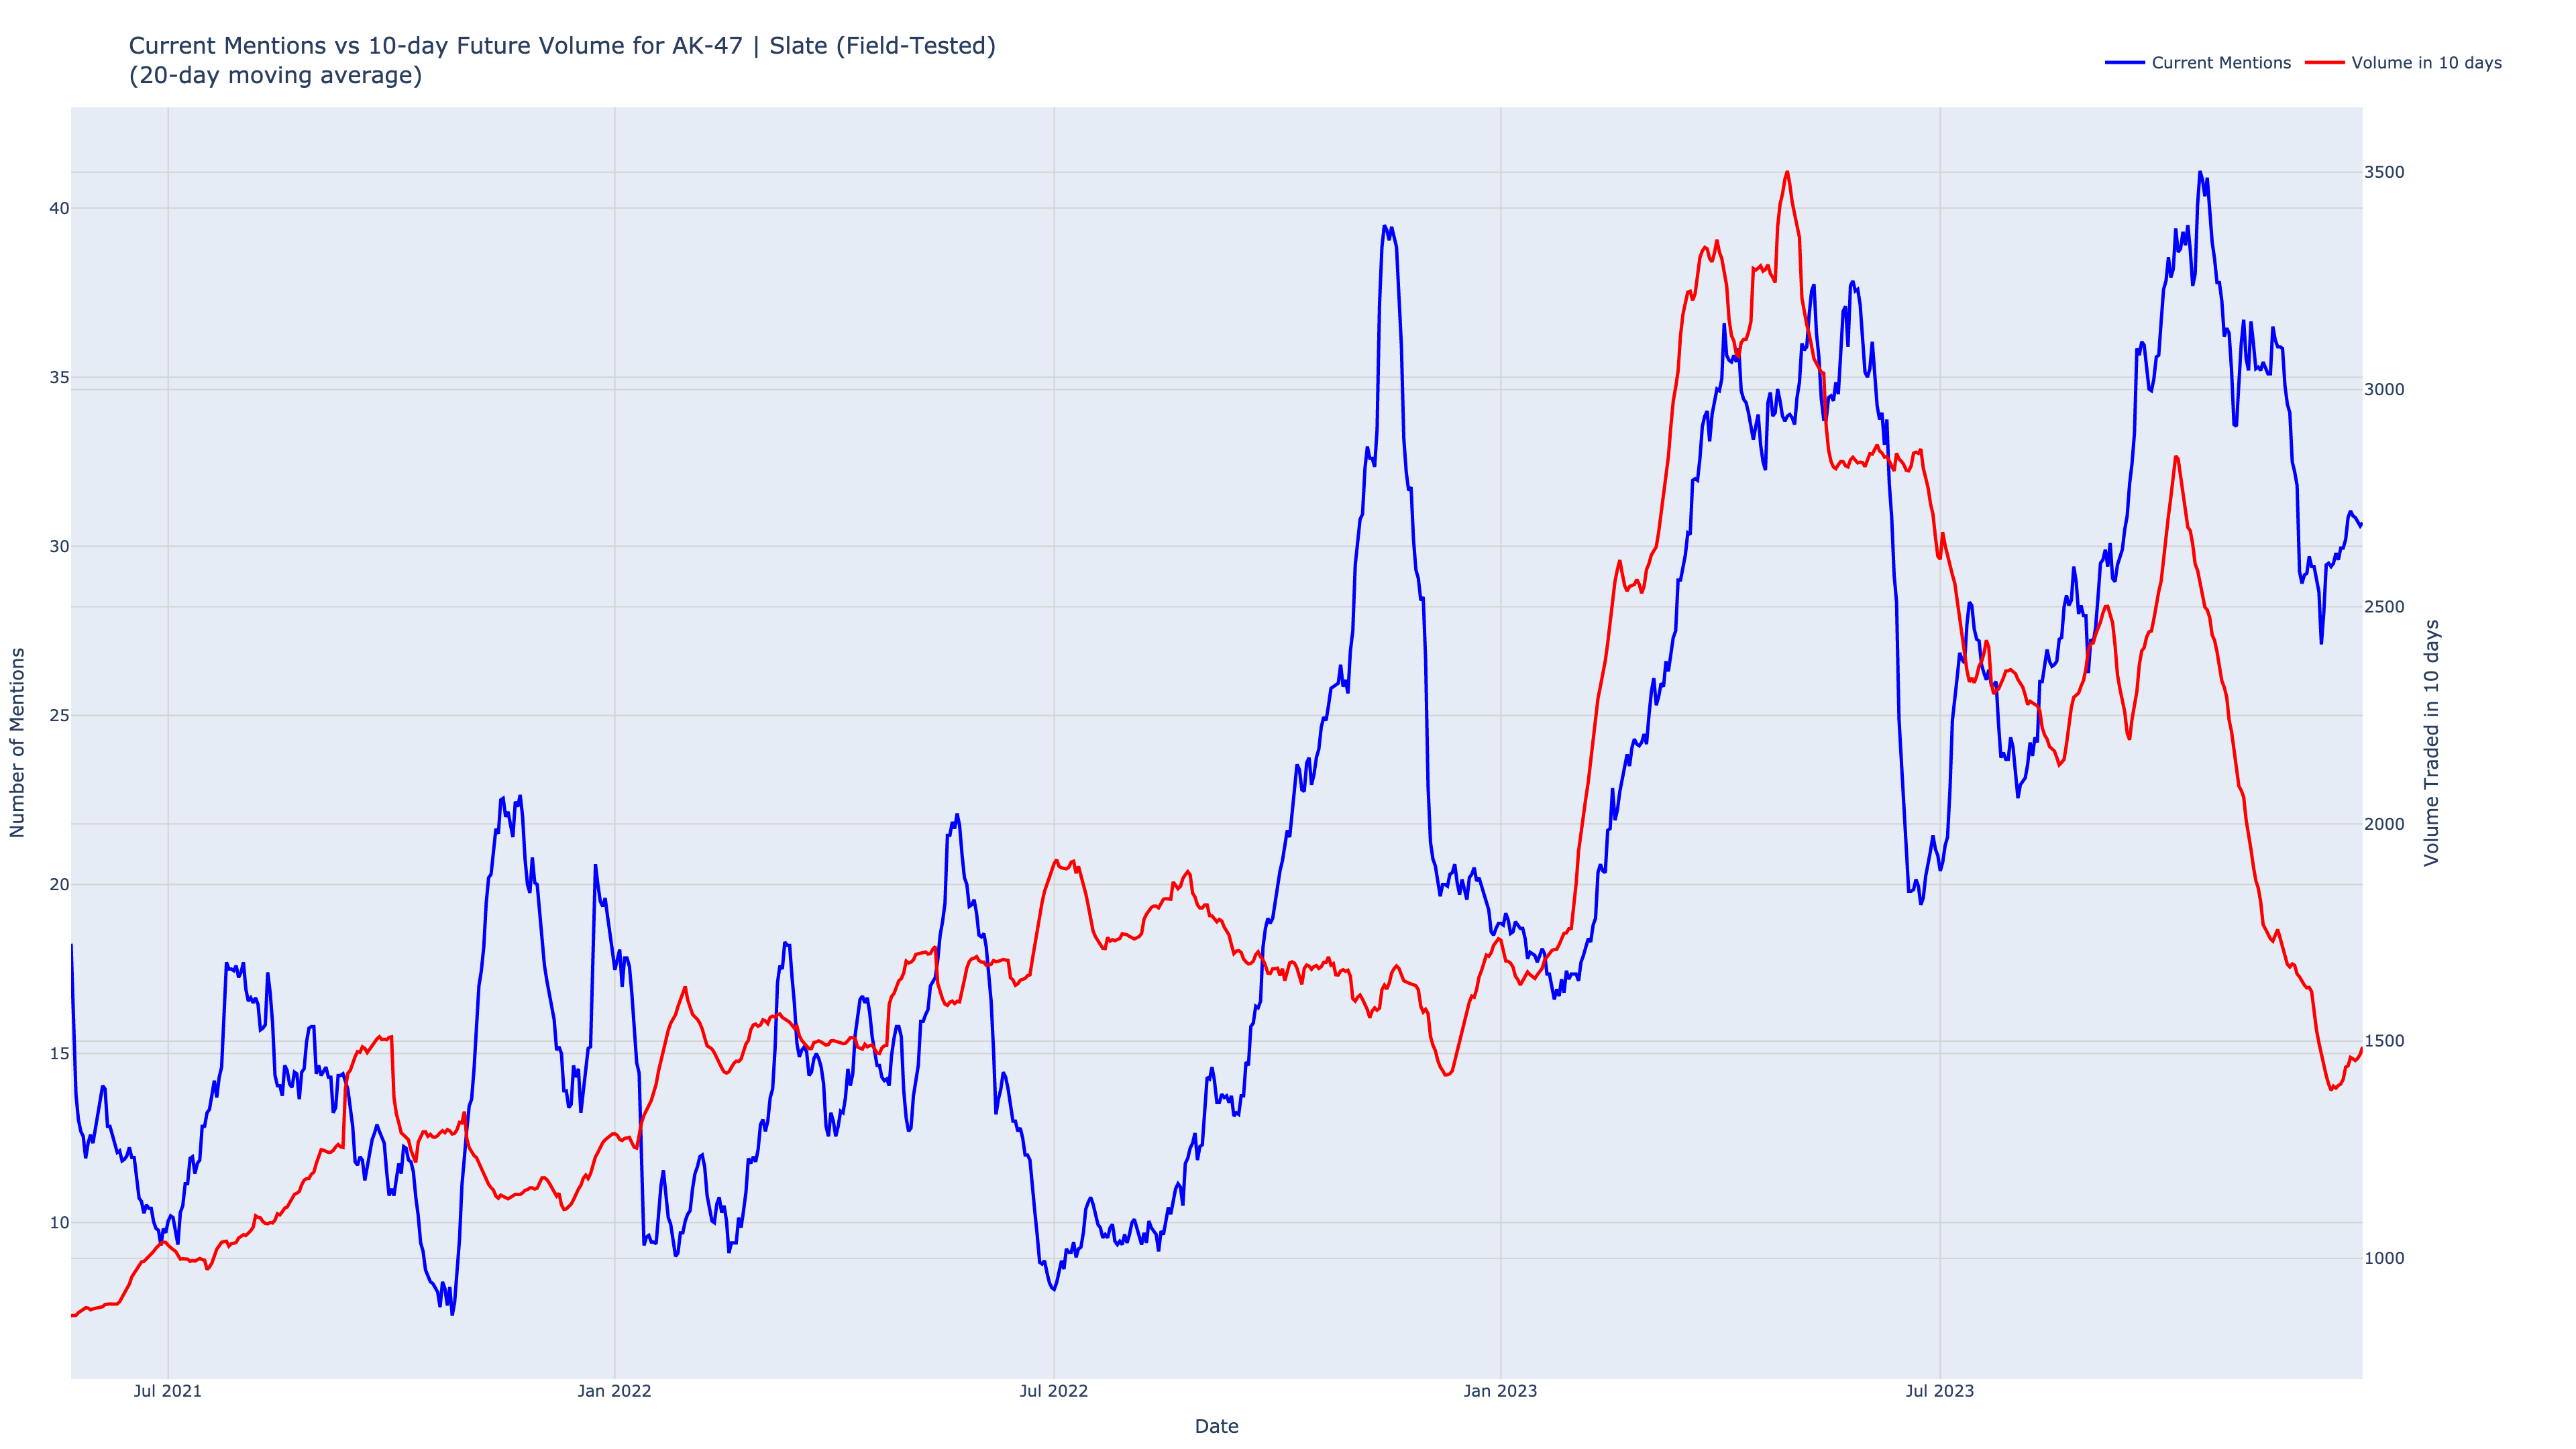 Current Mentions vs 10-day Future Volume for AK-47 | Slate (Field-Tested)
(20-day moving average)
Current Mentions
Volume in 10 days
40
35
30
25
20
15
10
Number of Mentions
3500
3000
2500
2000
1500
1000
Volume Traded in 10 days
Jul 2021
Jan 2022
Jul 2022
Jan 2023
Jul 2023
Date